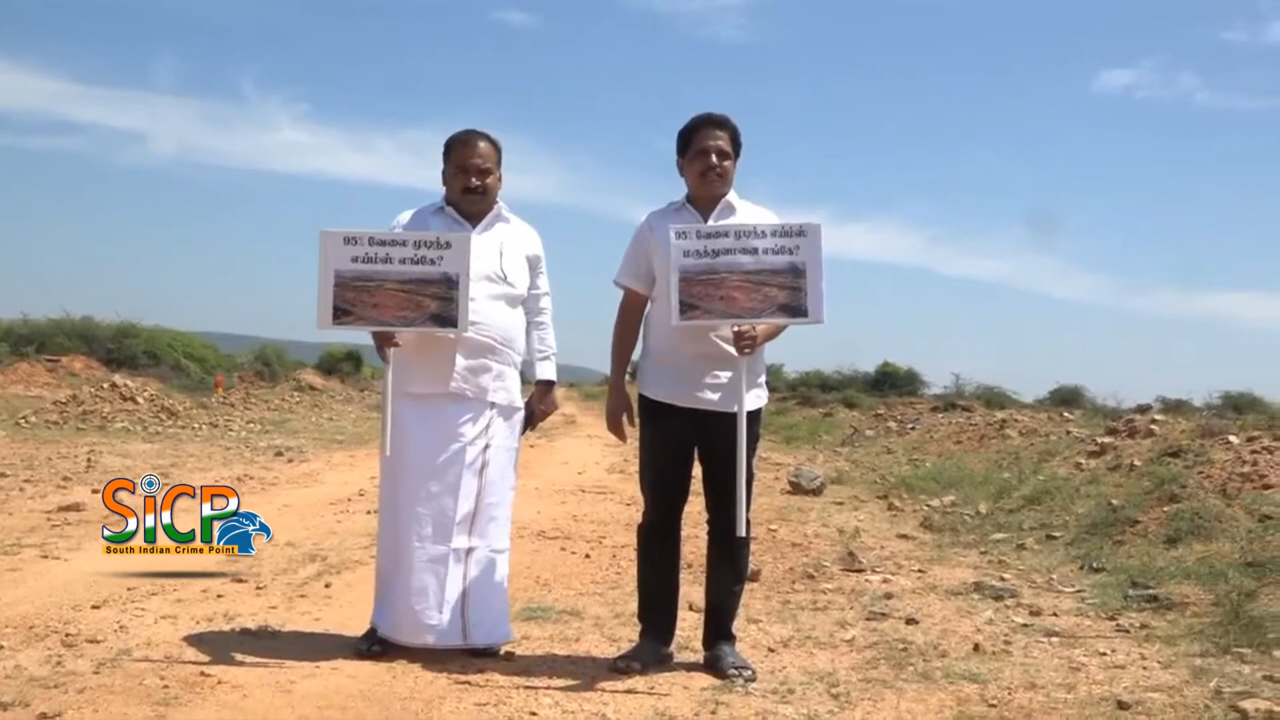 95% வேலை முடிந்த
எய்ம்ஸ் எங்கே?
95% வேலை முடிந்த எய்ம்ஸ்
மருத்துவமனை எங்கே?
SiCP
South Indian Crime Point